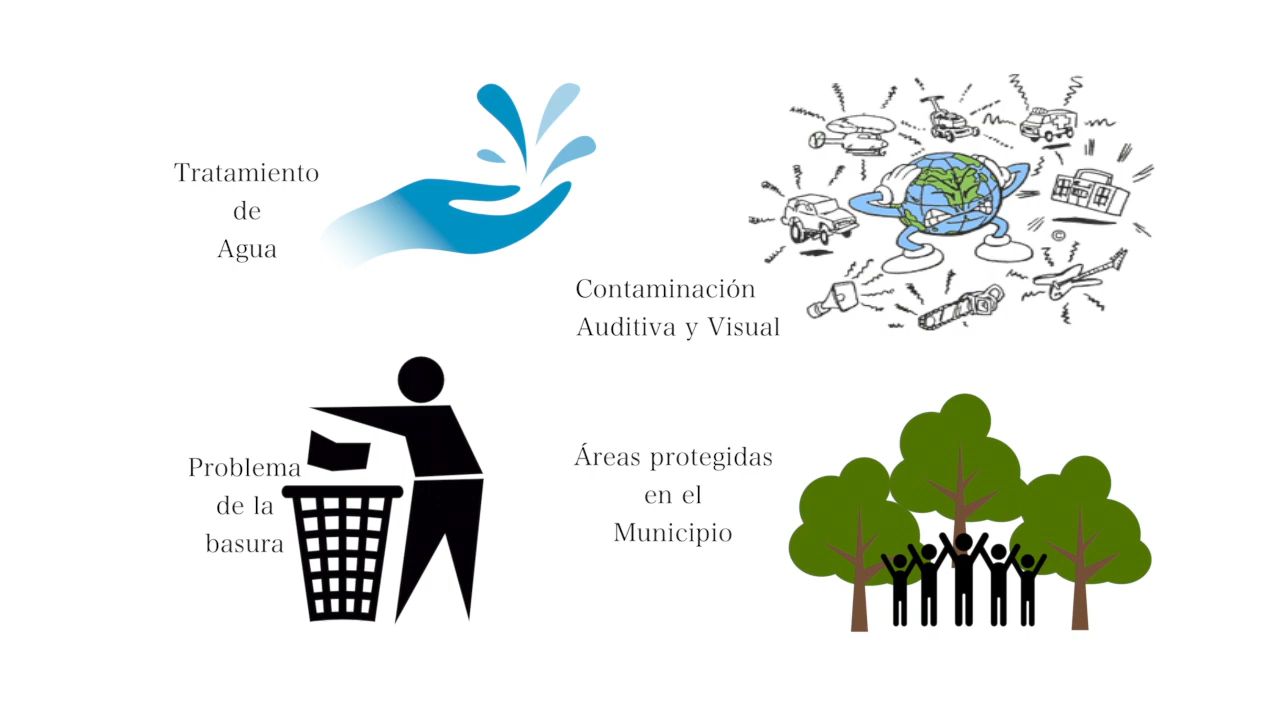 Tratamiento
de
Agua
Contaminación
Auditiva y Visual
©
Problema
de la
basura
Áreas protegidas
en el
Municipio